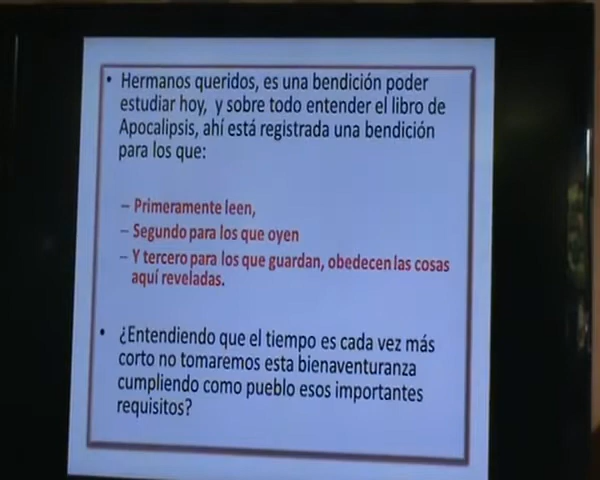 • Hermanos queridos, es una bendición poder
estudiar hoy, y sobre todo entender el libro de
Apocalipsis, ahí está registrada una bendición
para los que:
– Primeramente leen,
– Segundo para los que oyen
– Y tercero para los que guardan, obedecen las cosas
aquí reveladas.
• ¿Entendiendo que el tiempo es cada vez más
corto no tomaremos esta bienaventuranza
cumpliendo como pueblo esos importantes
requisitos?